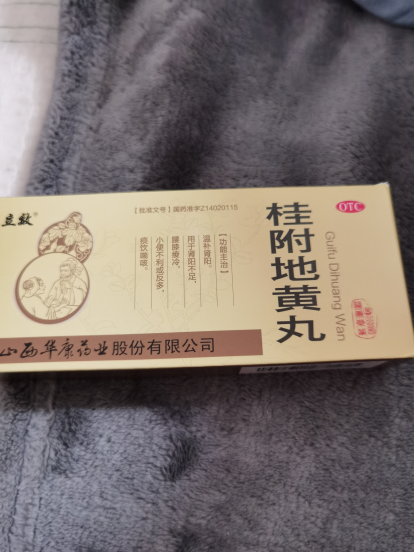 立效®
[批准文号] 国药准字Z14020115
OTC
桂附地黄丸
Guifu Dihuang Wan
【功能主治】
温补肾阳。
用于肾阳不足,
腰膝痠冷,
小便不利或反多,
痰饮喘咳。
山西华康药业股份有限公司